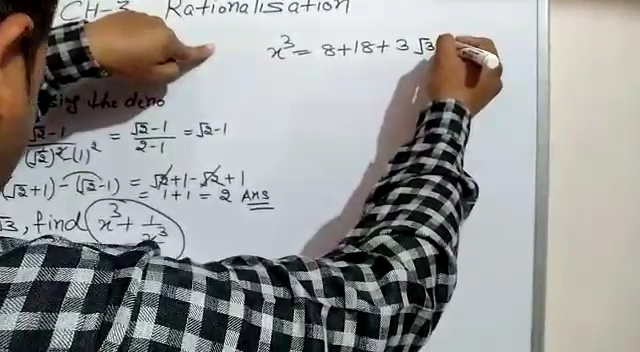 CH-3 Rationalisation
x³ = 8+18+3√3
the deno
√2-1 / (√2)²-(1)² = √2-1 / 2-1 = √2-1
(√2+1)-(√2-1) = √2+1-√2+1
= 1+1 = 2 Ans
√3, find x³+1/x³